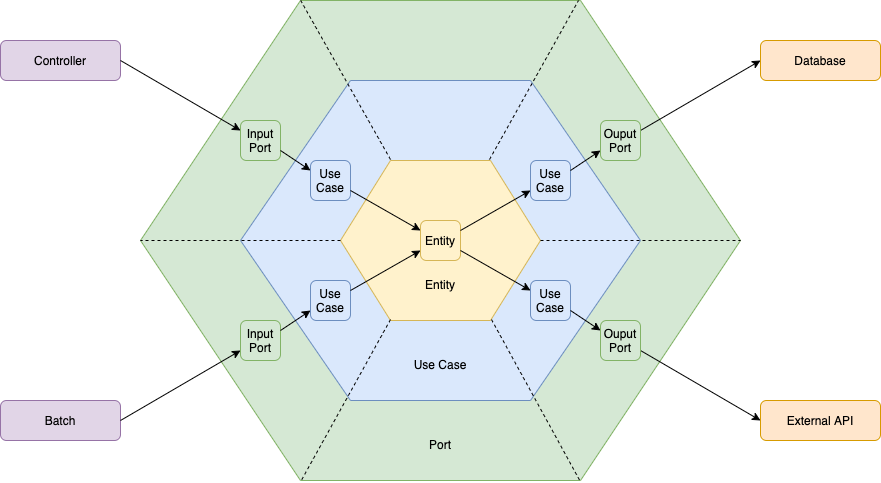 Controller
Database
Input
Port
Ouput
Port
Use
Case
Use
Case
Entity
Entity
Use
Case
Use
Case
Input
Port
Ouput
Port
Use Case
Batch
External API
Port